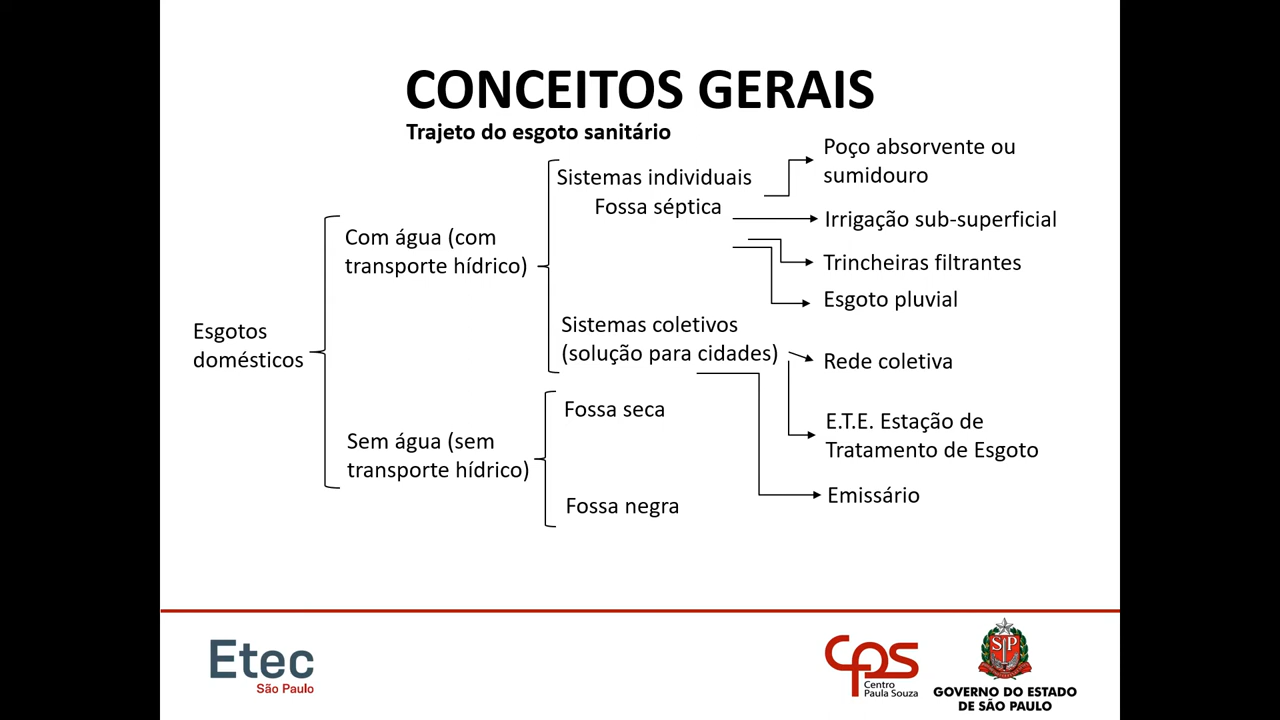 CONCEITOS GERAIS
Trajeto do esgoto sanitário
Esgotos
domésticos
Com água (com
transporte hídrico)
Sistemas individuais
Fossa séptica
Poço absorvente ou
sumidouro
Irrigação sub-superficial
Trincheiras filtrantes
Esgoto pluvial
Sistemas coletivos
(solução para cidades)
Rede coletiva
E.T.E. Estação de
Tratamento de Esgoto
Emissário
Sem água (sem
transporte hídrico)
Fossa seca
Fossa negra
Etec
São Paulo
cps
Centro
Paula Souza
SP
GOVERNO DO ESTADO
DE SÃO PAULO